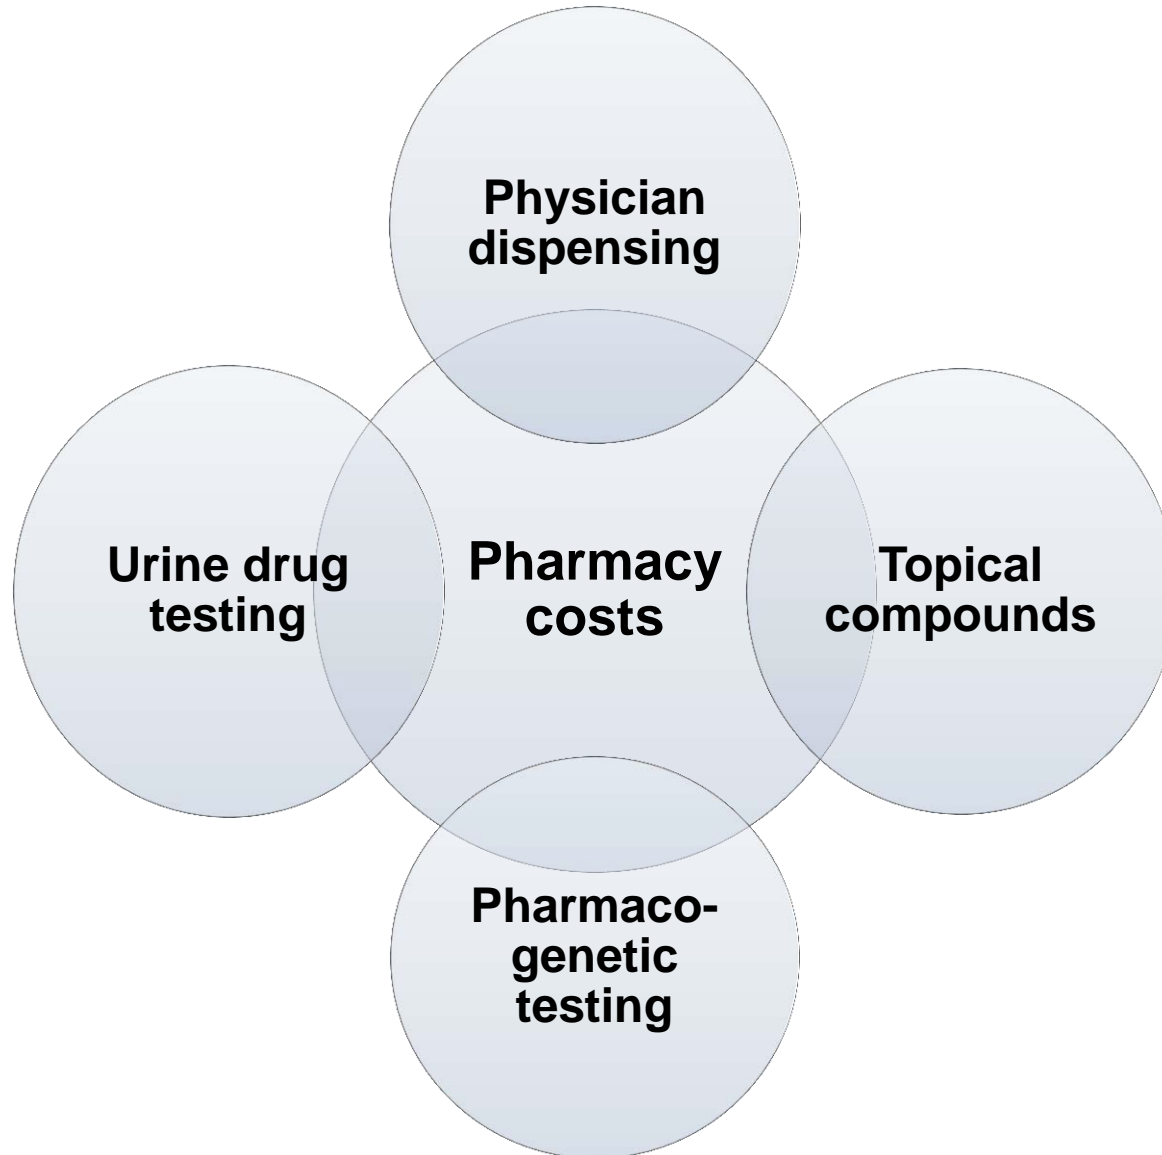 Physician
dispensing
Urine drug
testing
Pharmacy
costs
Topical
compounds
Pharmaco-
genetic
testing